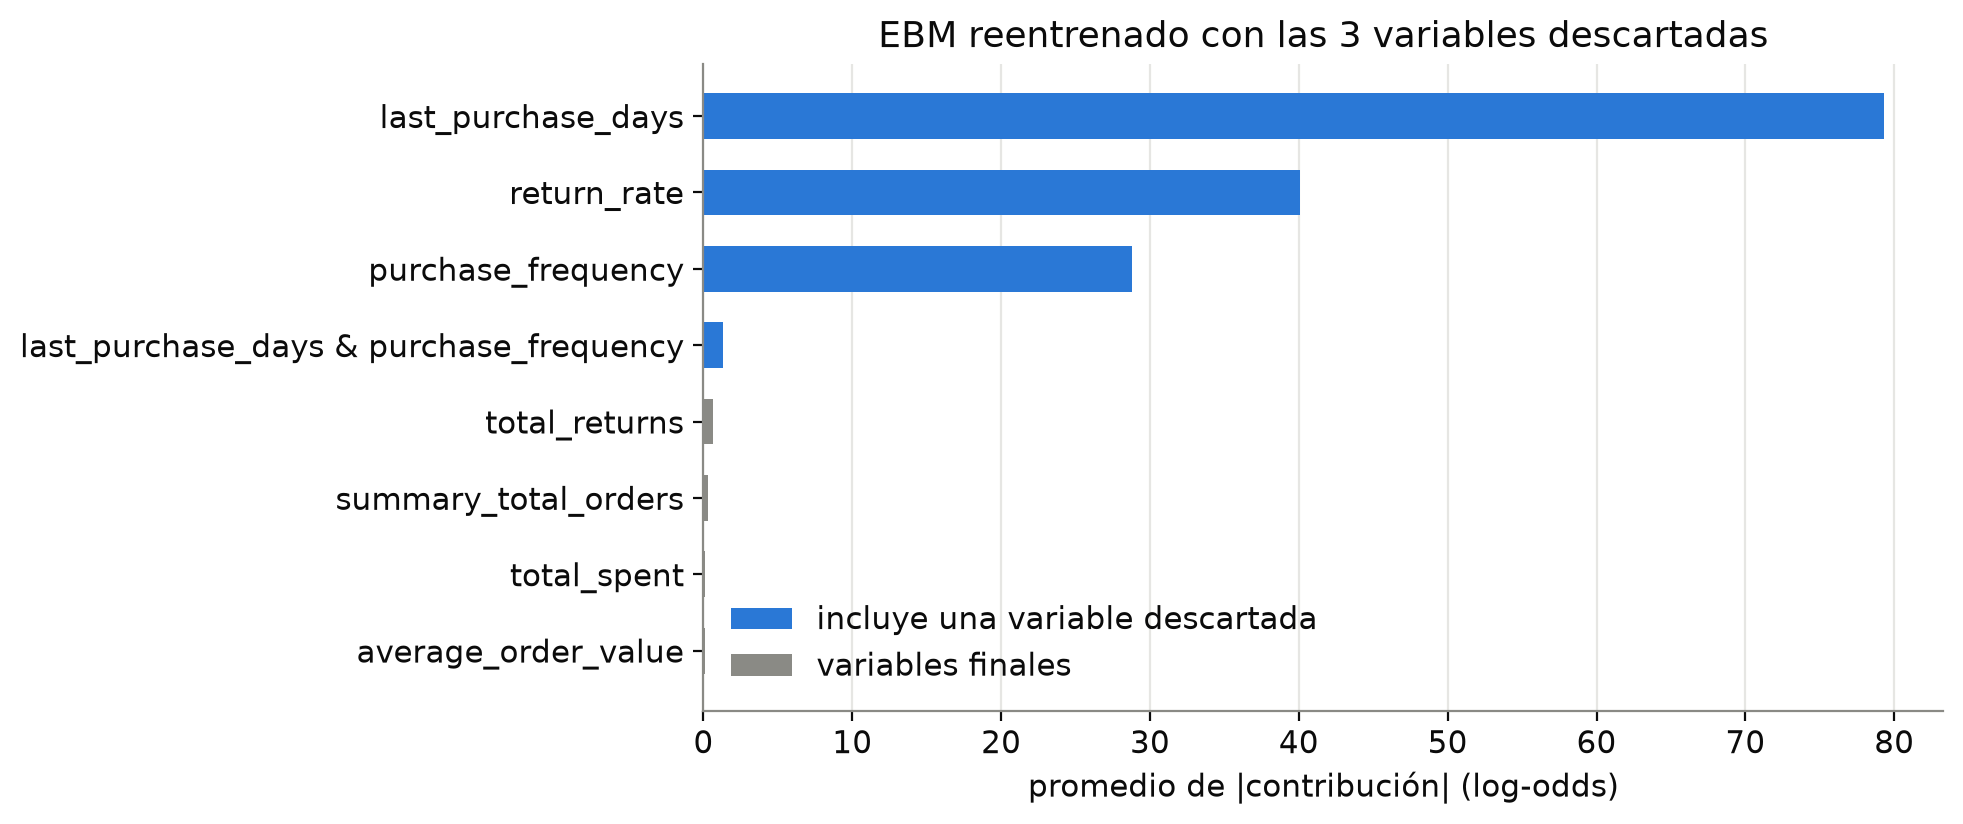 EBM reentrenado con las 3 variables descartadas
last_purchase_days
return_rate
purchase_frequency
last_purchase_days & purchase_frequency
total_returns
summary_total_orders
total_spent
average_order_value
incluye una variable descartada
variables finales
0 10 20 30 40 50 60 70 80
promedio de |contribución| (log-odds)